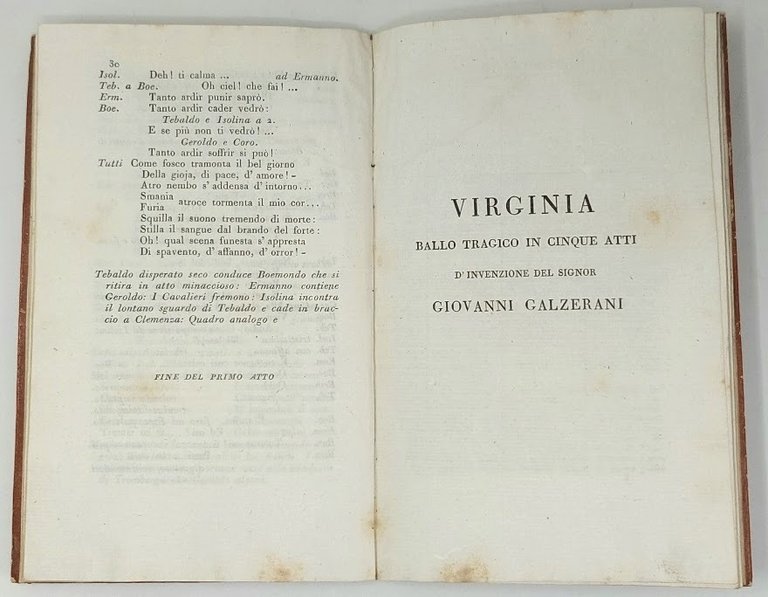 30
Isol. Deh! ti calma ... ad Ermanno.
Teb. a Boe. Oh ciel! che fai! ...
Erm. Tanto ardir punir saprò.
Boe. Tanto ardir cader vedrò:
Tebaldo e Isolina a 2.
E se più non ti vedrò! ...
Geroldo e Coro.
Tanto ardir soffrir si può!
Tutti Come fosco tramonta il bel giorno
Della gioja, di pace, d' amore! -
Atro nembo s' addensa d' intorno...
Smania
Furia atroce tormenta il mio cor...
Squilla il suono tremendo di morte:
Stilla il sangue dal brando del forte:
Oh! qual scena funesta s' appresta
Di spavento, d' affanno, d' orror! -
Tebaldo disperato seco conduce Boemondo che si
ritira in atto minaccioso: Ermanno contiene
Geroldo: I Cavalieri fremono: Isolina incontra
il lontano sguardo di Tebaldo e cade in brac-
cio a Clemenza: Quadro analogo e
FINE DEL PRIMO ATTO
VIRGINIA
BALLO TRAGICO IN CINQUE ATTI
D' INVENZIONE DEL SIGNOR
GIOVANNI GALZERANI